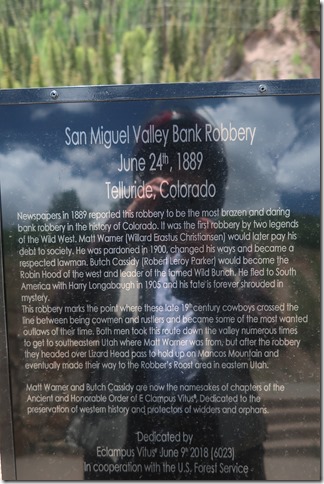 San Miguel Valley Bank Robbery
June 24th, 1889
Telluride, Colorado
Newspapers in 1889 reported this robbery to be the most brazen and daring
bank robbery in the history of Colorado. It was the first robbery by two legends
of the Wild West. Matt Warner (Willard Erastus Christiansen) would later pay his
debt to society. He was pardoned in 1900, changed his ways and became a
respected lawman. Butch Cassidy (Robert Leroy Parker) would become the
Robin Hood of the west and leader of the famed Wild Bunch. He fled to South
America with Harry Longabaugh in 1905 and his fate is forever shrouded in
mystery.
This robbery marks the point where these late 19th century cowboys crossed the
line between being cowmen and rustlers and became some of the most wanted
outlaws of their time. Both men took this route down the valley numerous times
to get to southeastern Utah where Matt Warner was from; but after the robbery
they headed over Lizard Head pass to hold up on Mancos Mountain and
eventually made their way to the Robber's Roost area in eastern Utah.
Matt Warner and Butch Cassidy are now the namesakes of chapters of the
Ancient and Honorable Order of E Clampus Vitus®. Dedicated to the
preservation of western history and protectors of widders and orphans.
Dedicated by
Eclampus Vitus® June 9th 2018 (6023)
In cooperation with the U.S. Forest Service